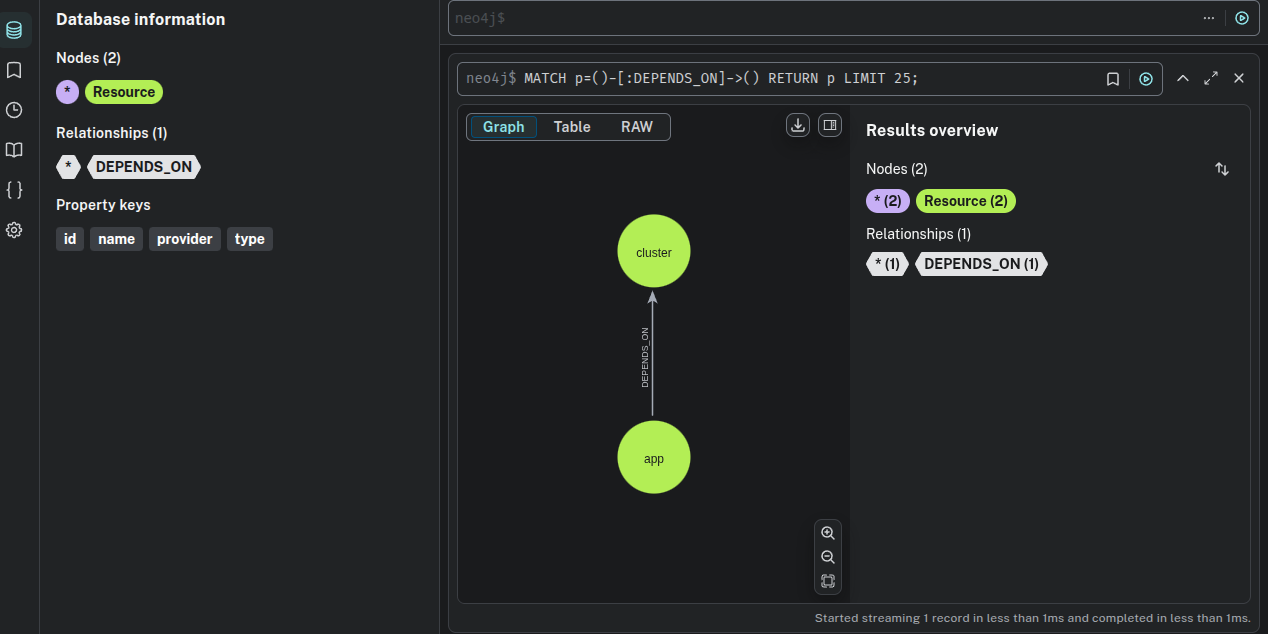 Database information
Nodes (2)
* Resource
Relationships (1)
* DEPENDS_ON
Property keys
id name provider type
neo4j$
neo4j$ MATCH p=()-[:DEPENDS_ON]->() RETURN p LIMIT 25;
Graph Table RAW
cluster
DEPENDS_ON
app
Results overview
Nodes (2)
* (2) Resource (2)
Relationships (1)
* (1) DEPENDS_ON (1)
Started streaming 1 record in less than 1ms and completed in less than 1ms.